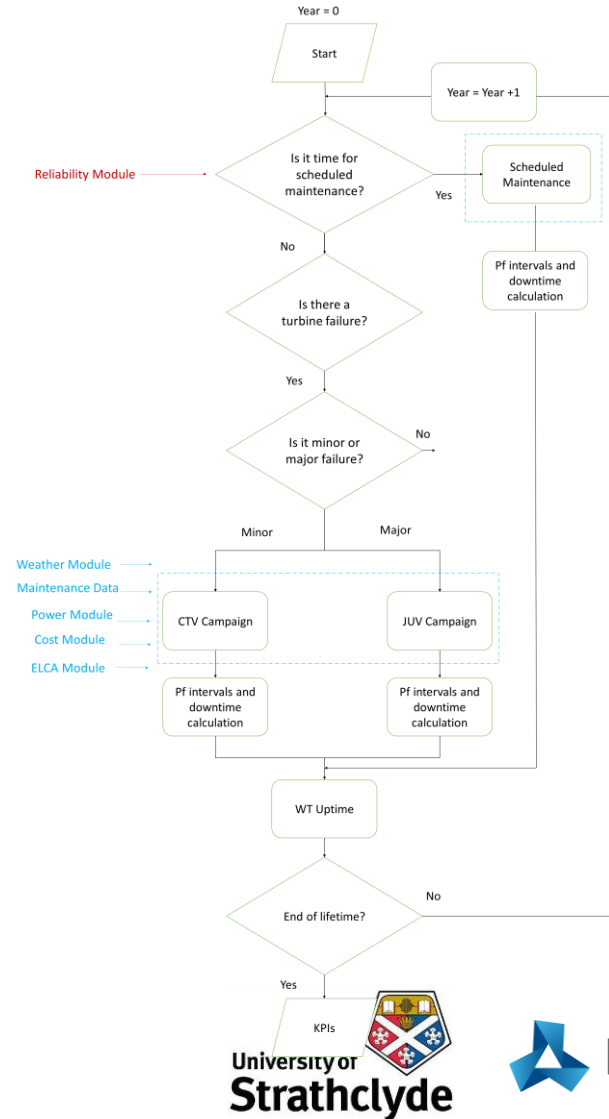 Year = 0
Start
Year = Year +1
Is it time for
scheduled
maintenance?
Reliability Module
Yes
Scheduled
Maintenance
No
Pf intervals and
downtime
calculation
Is there a
turbine failure?
Yes
Is it minor or
major failure?
No
Minor
Major
Weather Module
Maintenance Data
Power Module
Cost Module
ELCA Module
CTV Campaign
JUV Campaign
Pf intervals and
downtime
calculation
Pf intervals and
downtime
calculation
WT Uptime
End of lifetime?
No
Yes
KPIs
University of
Strathclyde